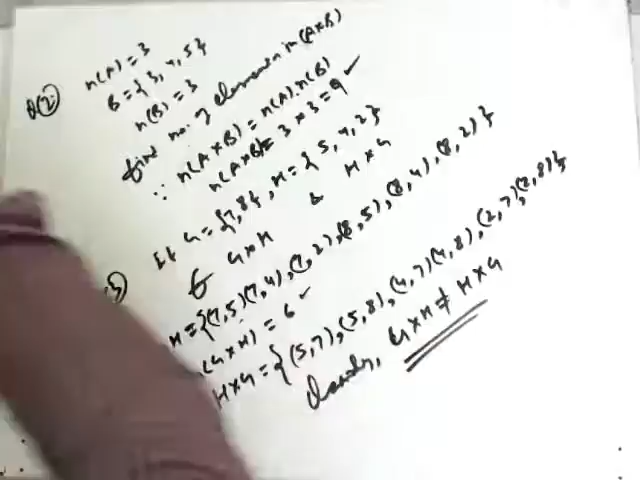 Q(2) n(A) = 3
B = {3, 4, 5}
n(B) = 3
find no. of elements in (A×B)
∵ n(A×B) = n(A).n(B)
n(A×B) = 3 × 3 = 9 ✓
If G = {7, 8}, H = {5, 4, 2}
G×H & H×G
H = {(7,5)(7,4),(7,2),(8,5),(8,4),(8,2)}
(G×H) = 6 ✓
H×G = {(5,7),(5,8),(4,7)(4,8),(2,7)(2,8)}
Clearly, G×H ≠ H×G